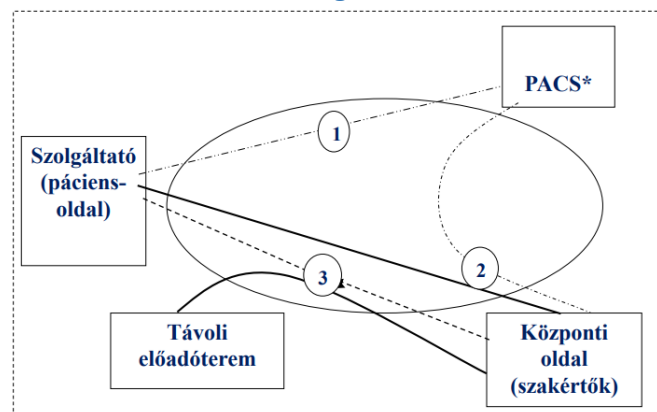 PACS*
1
Szolgáltató
(páciens-
oldal)
2
3
Távoli
előadóterem
Központi
oldal
(szakértők)